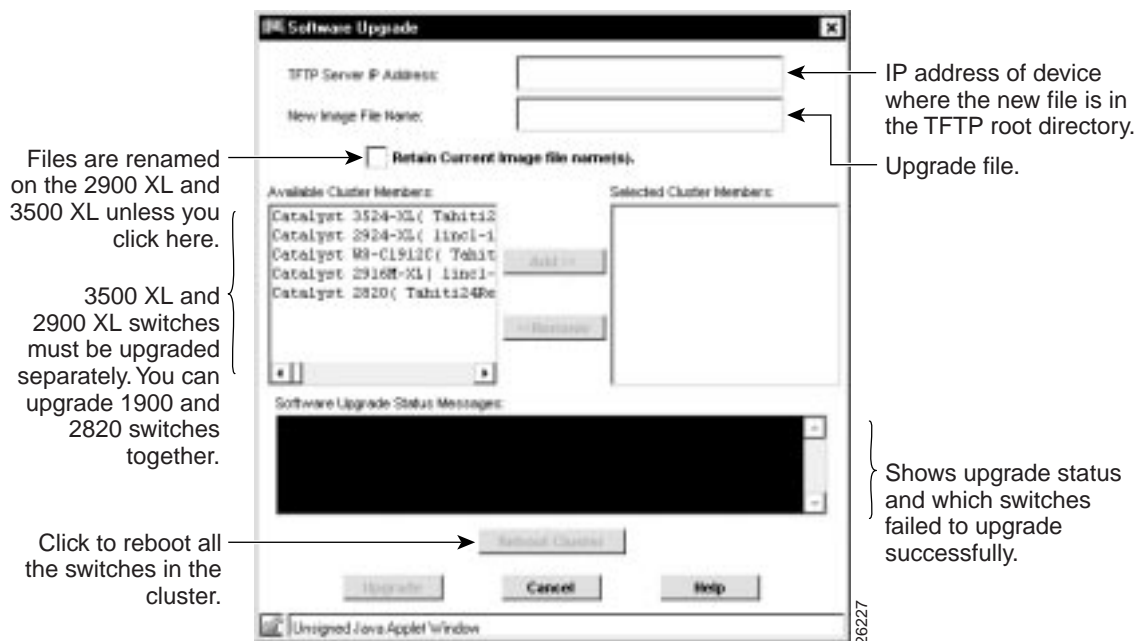 Software Upgrade
TFTP Server IP Address:
IP address of device
where the new file is in
the TFTP root directory.
New Image File Name:
Upgrade file.
Files are renamed
on the 2900 XL and
3500 XL unless you
click here.
Retain Current Image file name(s).
Available Cluster Members:
Selected Cluster Members:
Catalyst 3524-XL( Tahiti2
Catalyst 2924-XL( lincl-i
Catalyst WS-C1912C( Tahit
Catalyst 2916M-XL( lincl-
Catalyst 2820( Tahiti24Re
Add >>
<< Remove
3500 XL and
2900 XL switches
must be upgraded
separately. You can
upgrade 1900 and
2820 switches
together.
Software Upgrade Status Messages:
Shows upgrade status
and which switches
failed to upgrade
successfully.
Click to reboot all
the switches in the
cluster.
Reboot Cluster
Upgrade
Cancel
Help
Unsigned Java Applet Window
26227